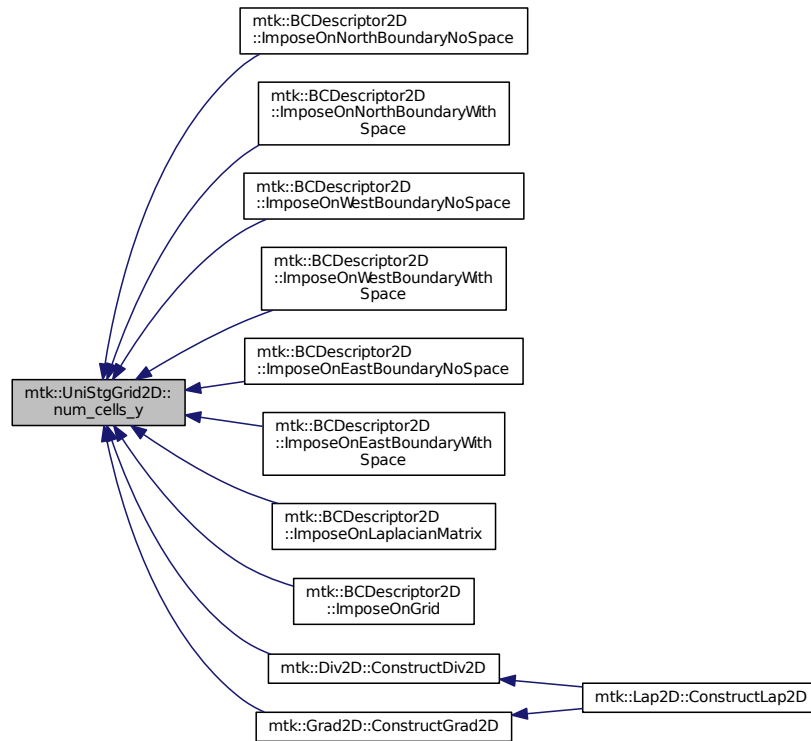 mtk::BCDescriptor2D
::ImposeOnNorthBoundaryNoSpace
mtk::BCDescriptor2D
::ImposeOnNorthBoundaryWith
Space
mtk::BCDescriptor2D
::ImposeOnWestBoundaryNoSpace
mtk::BCDescriptor2D
::ImposeOnWestBoundaryWith
Space
mtk::BCDescriptor2D
::ImposeOnEastBoundaryNoSpace
mtk::UniStgGrid2D::
num_cells_y
mtk::BCDescriptor2D
::ImposeOnEastBoundaryWith
Space
mtk::BCDescriptor2D
::ImposeOnLaplacianMatrix
mtk::BCDescriptor2D
::ImposeOnGrid
mtk::Div2D::ConstructDiv2D
mtk::Lap2D::ConstructLap2D
mtk::Grad2D::ConstructGrad2D